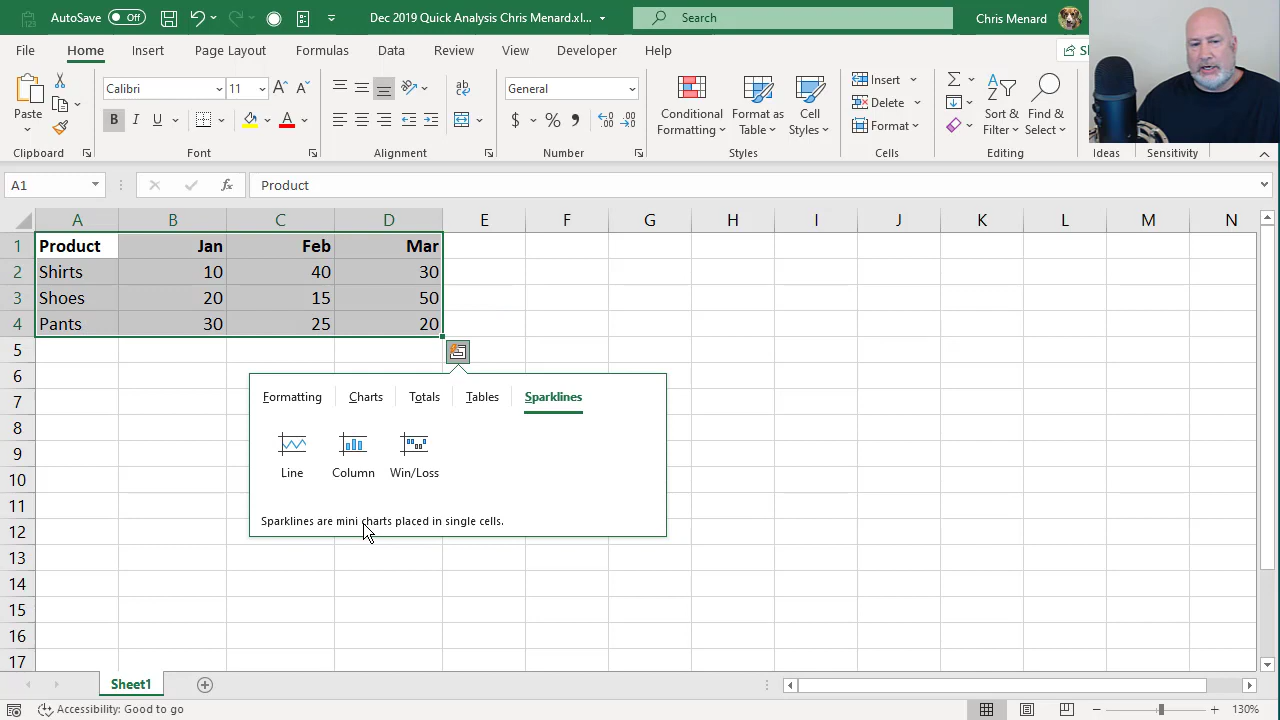 AutoSave Off Dec 2019 Quick Analysis Chris Menard.xl... Search Chris Menard
File Home Insert Page Layout Formulas Data Review View Developer Help
Paste Calibri 11 General Conditional Formatting Format as Table Cell Styles Insert Delete Format Sort & Filter Find & Select
Clipboard Font Alignment Number Styles Cells Editing Ideas Sensitivity
A1 Product
A B C D E F G H I J K L M N
1 Product Jan Feb Mar
2 Shirts 10 40 30
3 Shoes 20 15 50
4 Pants 30 25 20
5
6
Formatting Charts Totals Tables Sparklines
7
8
9
Line Column Win/Loss
10
11
Sparklines are mini charts placed in single cells.
12
13
14
15
16
17
Sheet1
Accessibility: Good to go 130%